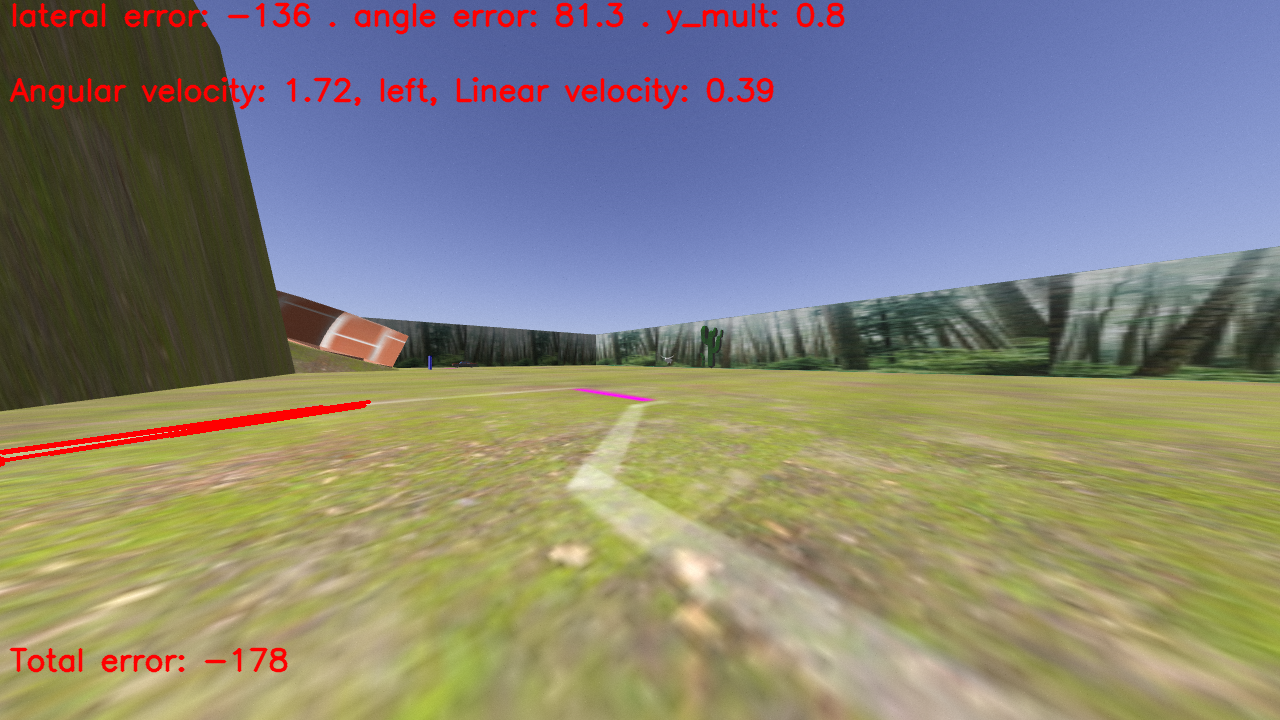 lateral error: -136 . angle error: 81.3 . y_mult: 0.8
Angular velocity: 1.72, left, Linear velocity: 0.39
Total error: -178